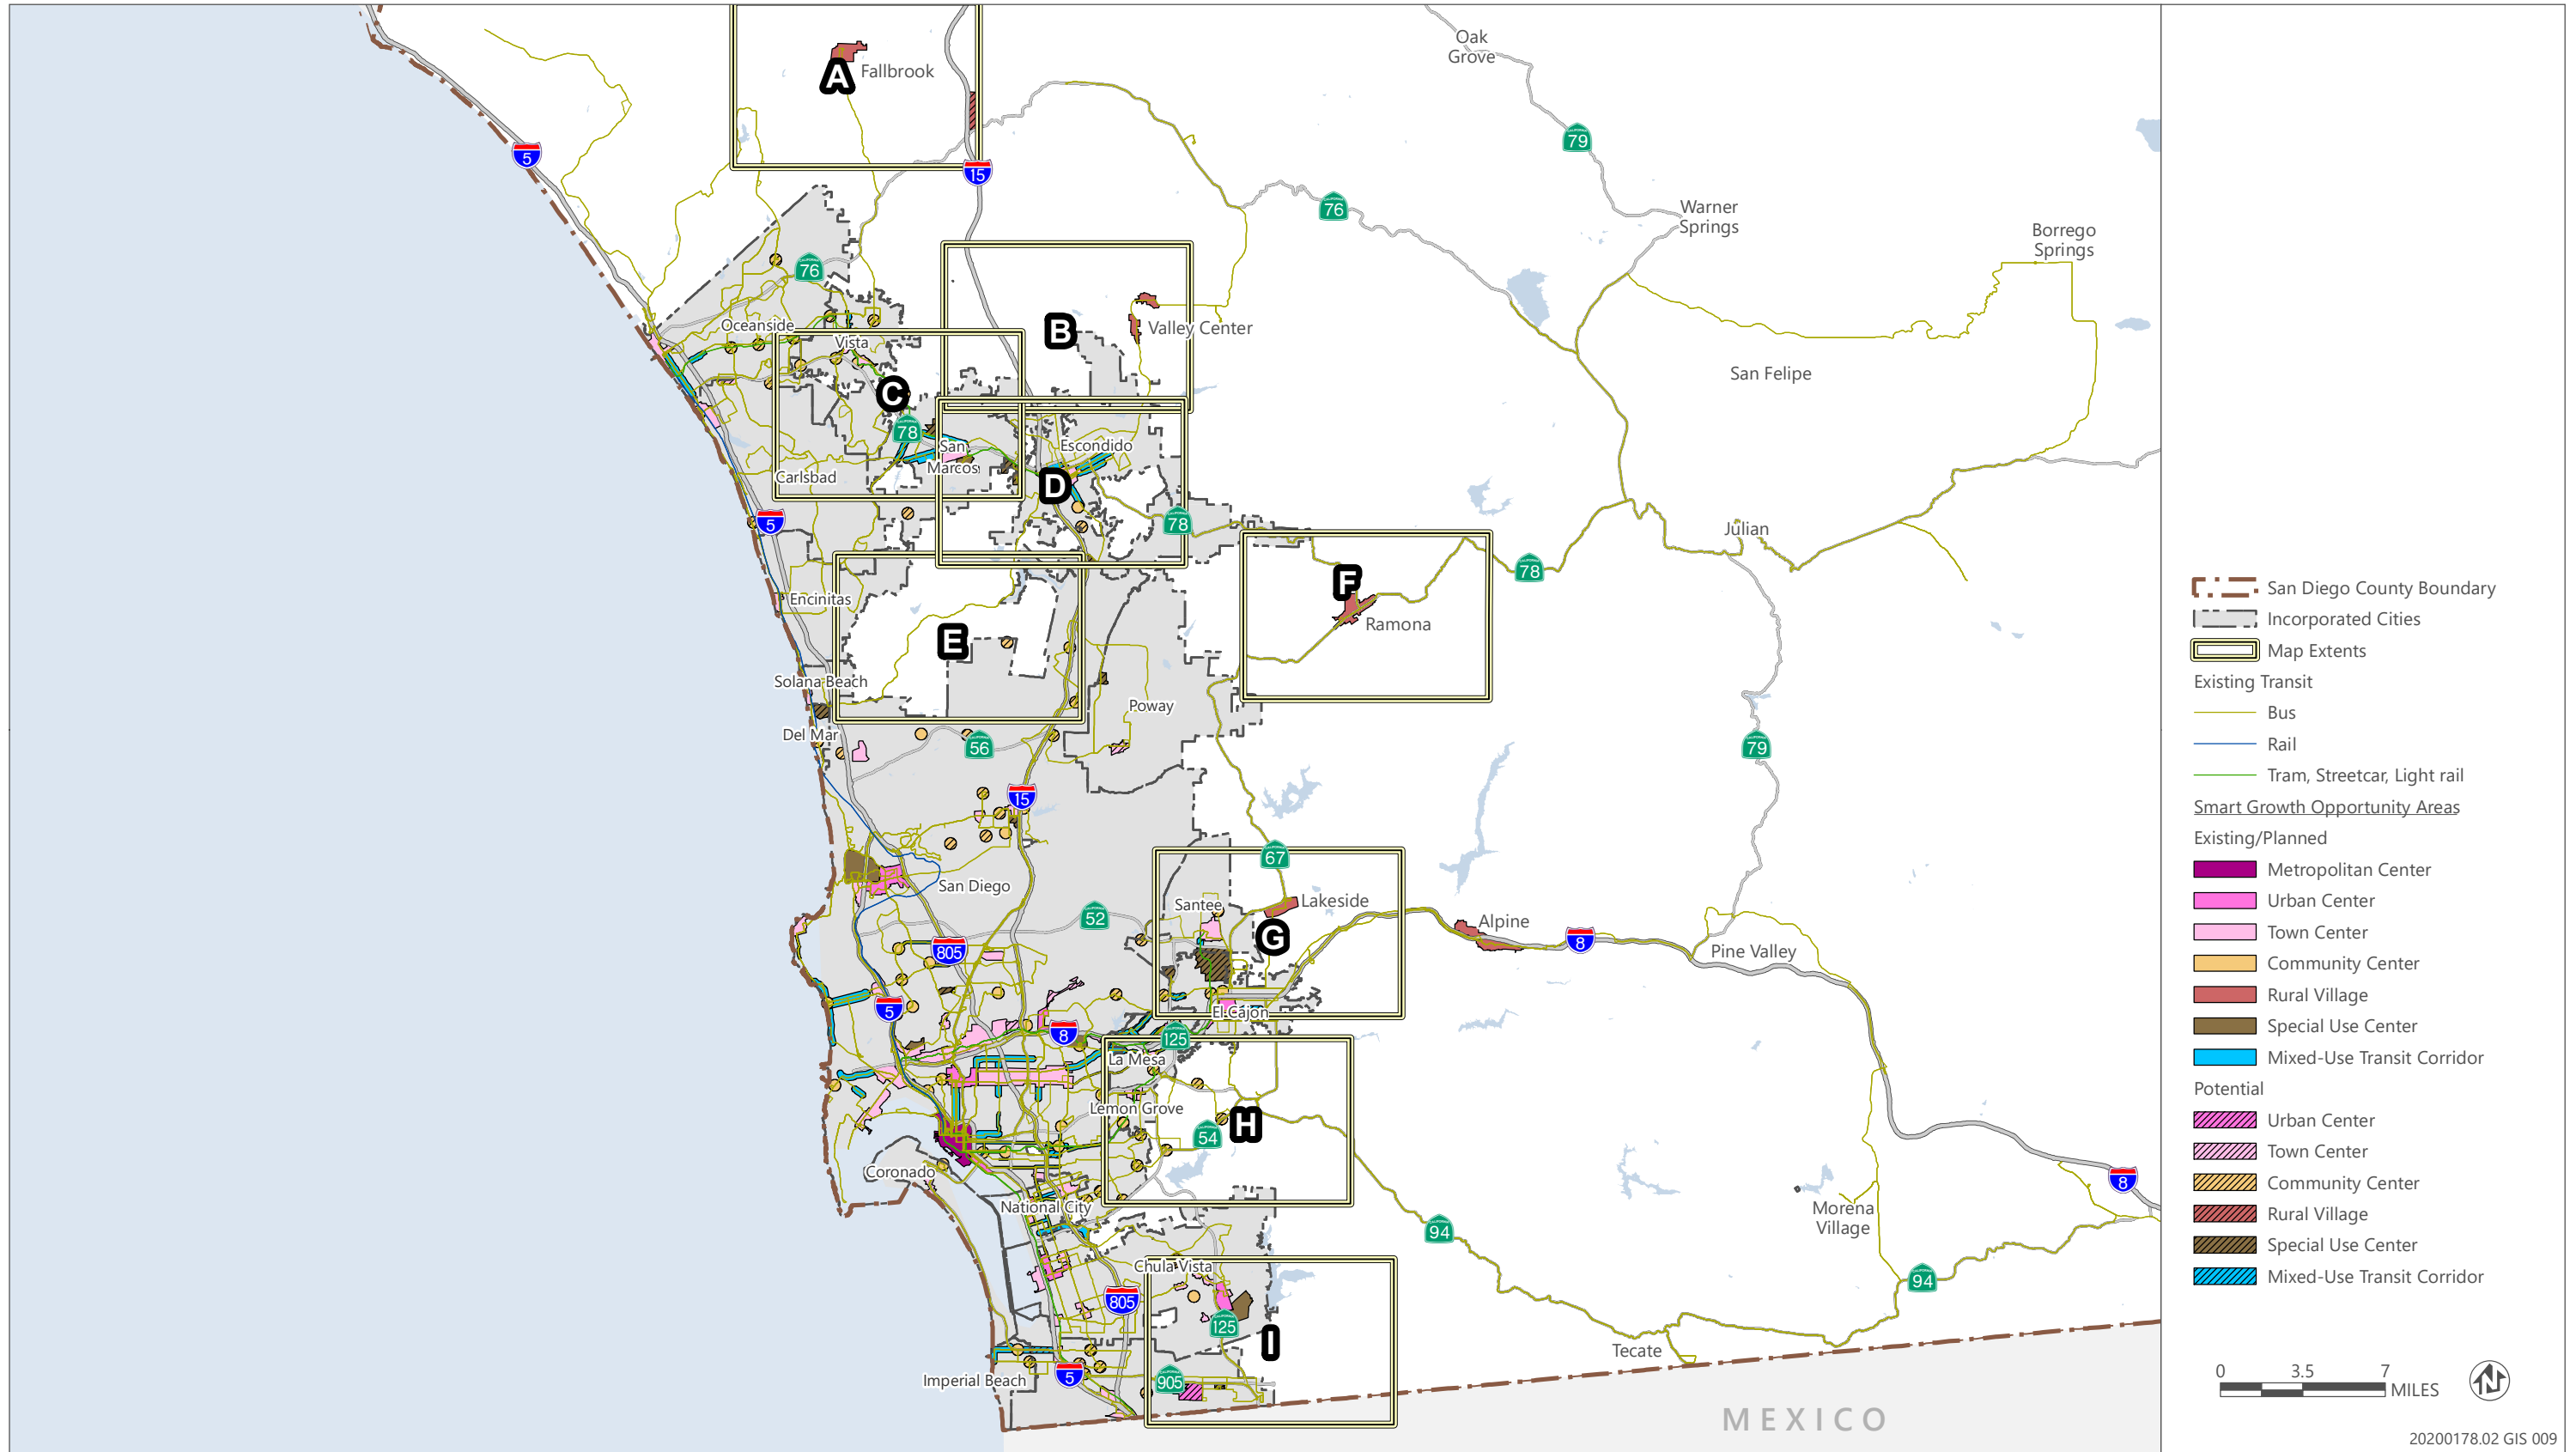 Oak
Grove
A
Fallbrook
79
5
15
76
Warner
Springs
Borrego
Springs
76
Oceanside
B
Valley Center
Vista
San Felipe
C
78
San
Marcos
Escondido
Carlsbad
D
5
78
Julian
78
F
Encinitas
Ramona
E
Solana Beach
Poway
Del Mar
56
79
15
67
San Diego
Santee
Lakeside
52
Alpine
G
8
805
Pine Valley
5
El Cajon
8
125
La Mesa
Lemon Grove
H
54
Coronado
8
National City
Morena
Village
94
Chula Vista
94
805
125
I
Tecate
Imperial Beach
5
905
MEXICO
San Diego County Boundary
Incorporated Cities
Map Extents
Existing Transit
Bus
Rail
Tram, Streetcar, Light rail
Smart Growth Opportunity Areas
Existing/Planned
Metropolitan Center
Urban Center
Town Center
Community Center
Rural Village
Special Use Center
Mixed-Use Transit Corridor
Potential
Urban Center
Town Center
Community Center
Rural Village
Special Use Center
Mixed-Use Transit Corridor
0 3.5 7
MILES
N
20200178.02 GIS 009